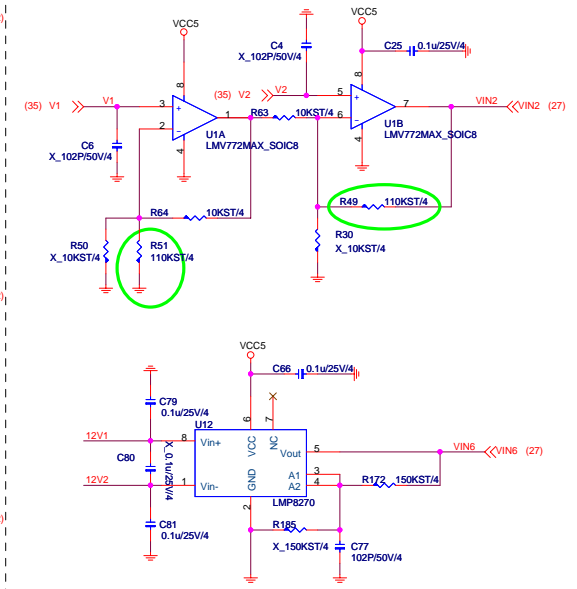 VCC5
VCC5
C4
X_102P/50V/4
C25
0.1u/25V/4
8
8
(35) V1
V1
3
+
(35) V2
V2
5
+
1
7
VIN2
VIN2 (27)
2
−
R63
10KST/4
6
−
U1A
LMV772MAX_SOIC8
U1B
LMV772MAX_SOIC8
C6
X_102P/50V/4
4
4
R49
110KST/4
R64
10KST/4
R50
X_10KST/4
R51
110KST/4
R30
X_10KST/4
VCC5
C66
0.1u/25V/4
C79
0.1u/25V/4
6
7
U12
12V1
8
Vin+
VCC
NC
Vout
5
VIN6
VIN6 (27)
C80
X_0.1u/25V/4
A1
3
12V2
1
Vin-
GND
A2
4
R172
150KST/4
LMP8270
2
C81
0.1u/25V/4
R185
X_150KST/4
C77
102P/50V/4